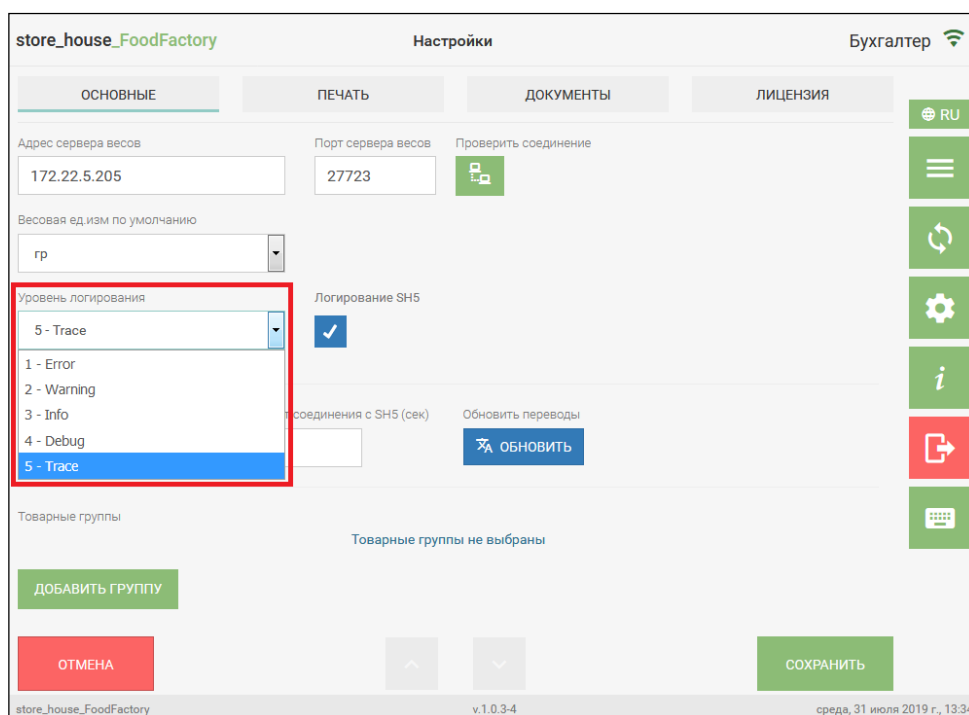 store_house_FoodFactory
Настройки
Бухгалтер
ОСНОВНЫЕ
ПЕЧАТЬ
ДОКУМЕНТЫ
ЛИЦЕНЗИЯ
RU
Адрес сервера весов
Порт сервера весов
Проверить соединение
172.22.5.205
27723
Весовая ед.изм по умолчанию
гр
Уровень логирования
Логирование SH5
5 - Trace
1 - Error
2 - Warning
3 - Info
4 - Debug
5 - Trace
соединения с SH5 (сек)
Обновить переводы
ОБНОВИТЬ
Товарные группы
Товарные группы не выбраны
ДОБАВИТЬ ГРУППУ
ОТМЕНА
СОХРАНИТЬ
store_house_FoodFactory
v.1.0.3-4
среда, 31 июля 2019 г., 13:34